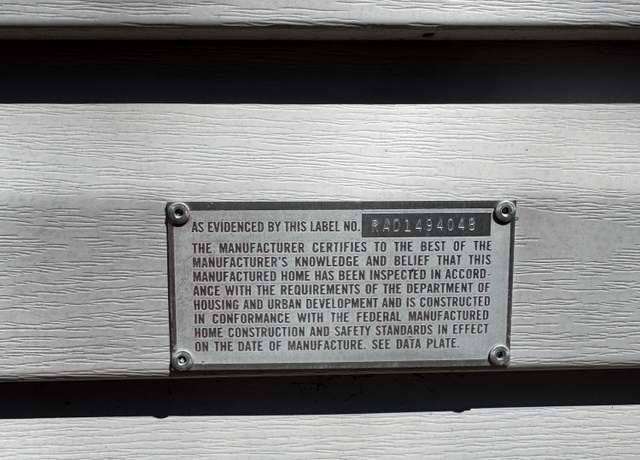 AS EVIDENCED BY THIS LABEL NO. RAD1494048
THE MANUFACTURER CERTIFIES TO THE BEST OF THE
MANUFACTURER'S KNOWLEDGE AND BELIEF THAT THIS
MANUFACTURED HOME HAS BEEN INSPECTED IN ACCORD-
ANCE WITH THE REQUIREMENTS OF THE DEPARTMENT OF
HOUSING AND URBAN DEVELOPMENT AND IS CONSTRUCTED
IN CONFORMANCE WITH THE FEDERAL MANUFACTURED
HOME CONSTRUCTION AND SAFETY STANDARDS IN EFFECT
ON THE DATE OF MANUFACTURE. SEE DATA PLATE.